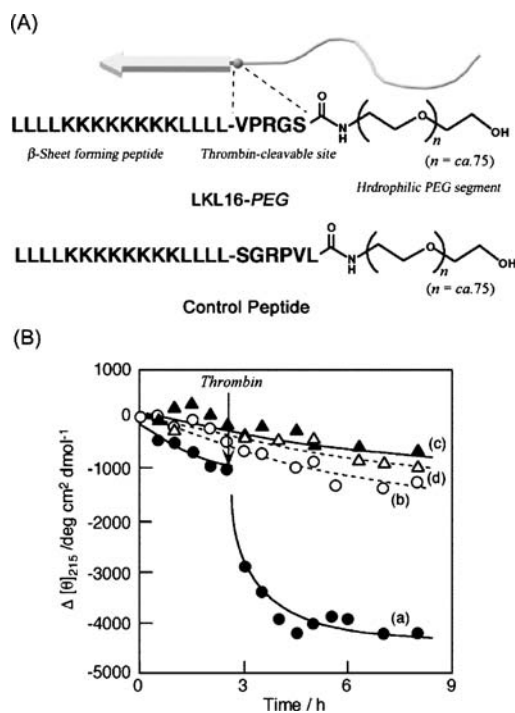 (A)
LLLLKKKKKKKKLLLL-VPRGS
O
N
H
O
n
OH
(n = ca.75)
β-Sheet forming peptide
Thrombin-cleavable site
Hrdrophilic PEG segment
LKL16-PEG
LLLLKKKKKKKKLLLL-SGRPVL
O
N
H
O
n
OH
(n = ca.75)
Control Peptide
(B)
Thrombin
1000
0
-1000
-2000
-3000
-4000
-5000
Δ [θ]215 /deg cm2 dmol-1
(c)
(d)
(b)
(a)
0
3
6
9
Time / h